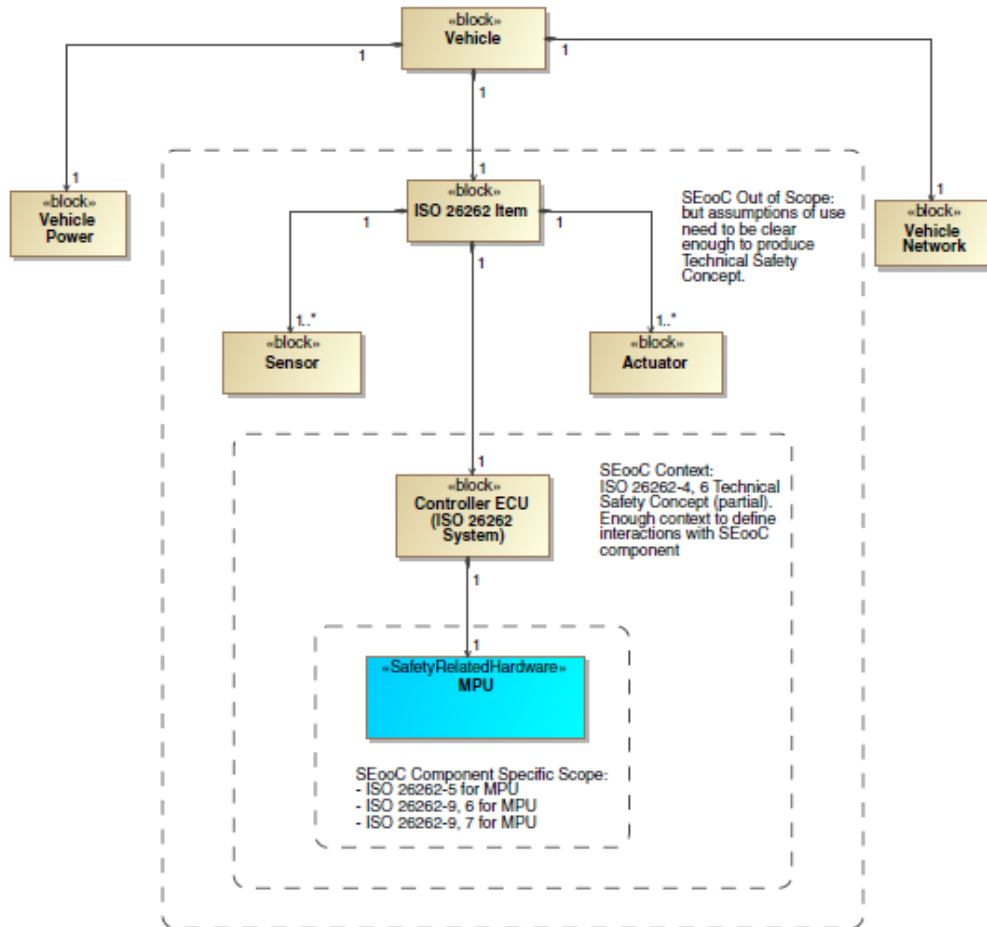 «block»
Vehicle
1
1
1
1
1
1
«block»
Vehicle
Power
«block»
ISO 26262 Item
1
1
1
SEooC Out of Scope:
but assumptions of use
need to be clear
enough to produce
Technical Safety
Concept.
«block»
Vehicle
Network
1..*
1..*
«block»
Sensor
«block»
Actuator
1
«block»
Controller ECU
(ISO 26262
System)
SEooC Context:
ISO 26262-4, 6 Technical
Safety Concept (partial).
Enough context to define
interactions with SEooC
component
1
1
«SafetyRelatedHardware»
MPU
SEooC Component Specific Scope:
- ISO 26262-5 for MPU
- ISO 26262-9, 6 for MPU
- ISO 26262-9, 7 for MPU